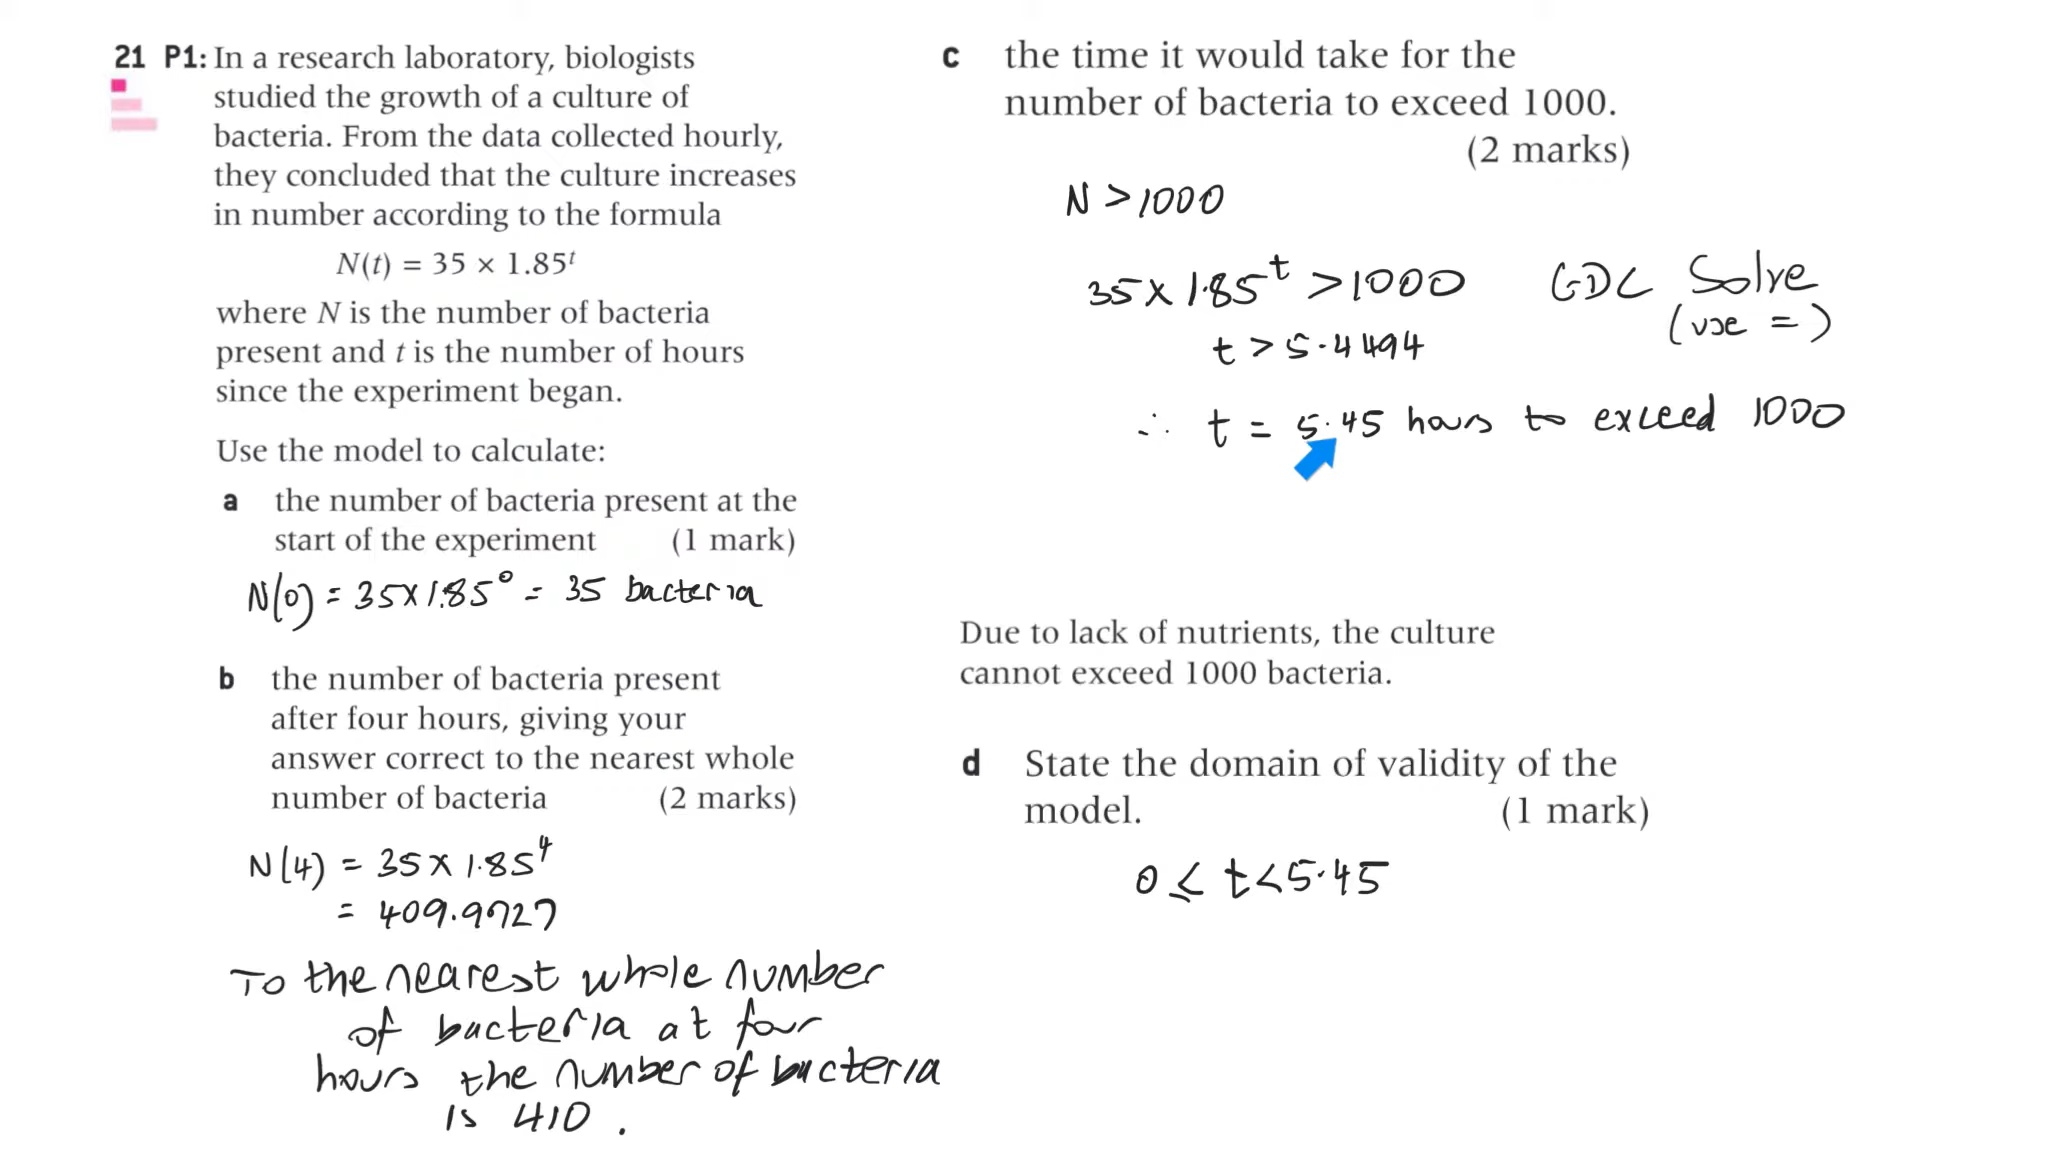 21 P1: In a research laboratory, biologists
studied the growth of a culture of
bacteria. From the data collected hourly,
they concluded that the culture increases
in number according to the formula
N(t) = 35 × 1.85ᵗ
where N is the number of bacteria
present and t is the number of hours
since the experiment began.
Use the model to calculate:
a the number of bacteria present at the
start of the experiment (1 mark)
N(0) = 35×1.85⁰ = 35 bacteria
b the number of bacteria present
after four hours, giving your
answer correct to the nearest whole
number of bacteria (2 marks)
N(4) = 35 × 1.85⁴
= 409.9727
To the nearest whole number
of bacteria at four
hours the number of bacteria
is 410.
c the time it would take for the
number of bacteria to exceed 1000.
(2 marks)
N > 1000
35 × 1.85ᵗ > 1000 GDC Solve
(use =)
t > 5.4494
∴ t = 5.45 hours to exceed 1000
Due to lack of nutrients, the culture
cannot exceed 1000 bacteria.
d State the domain of validity of the
model. (1 mark)
0 ≤ t < 5.45